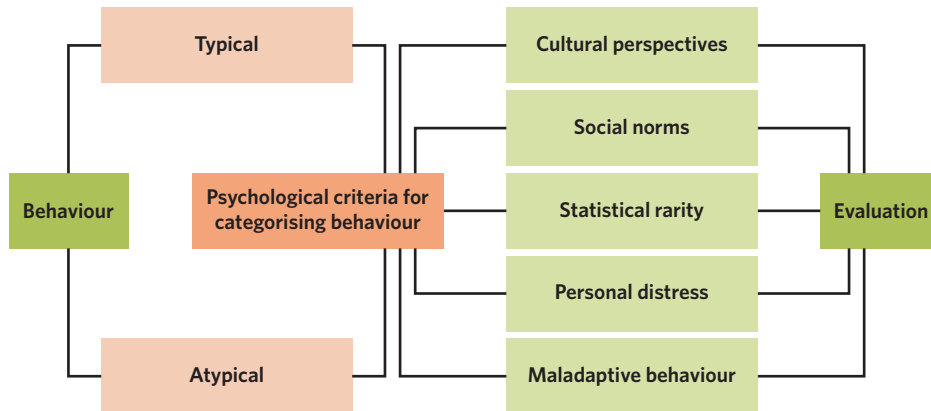 Typical
Cultural perspectives
Social norms
Behaviour
Psychological criteria for
categorising behaviour
Statistical rarity
Evaluation
Personal distress
Atypical
Maladaptive behaviour